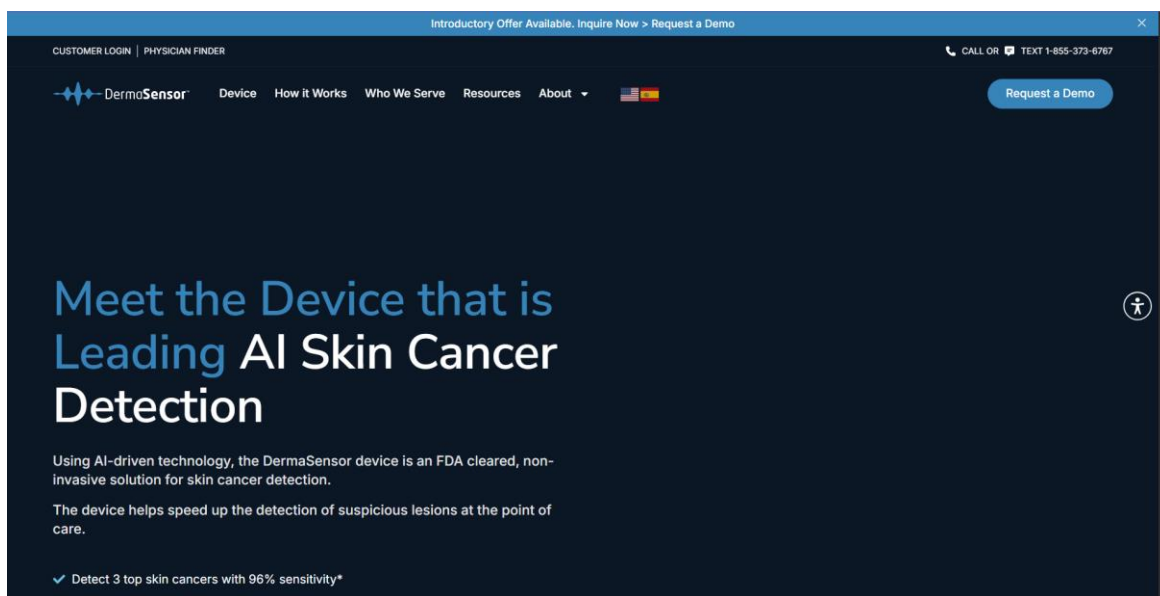 Introductory Offer Available. Inquire Now > Request a Demo
CUSTOMER LOGIN | PHYSICIAN FINDER
CALL OR TEXT 1-855-373-6767
DermaSensor
Device How it Works Who We Serve Resources About
Request a Demo
Meet the Device that is
Leading AI Skin Cancer
Detection
Using AI-driven technology, the DermaSensor device is an FDA cleared, non-
invasive solution for skin cancer detection.
The device helps speed up the detection of suspicious lesions at the point of
care.
Detect 3 top skin cancers with 96% sensitivity*